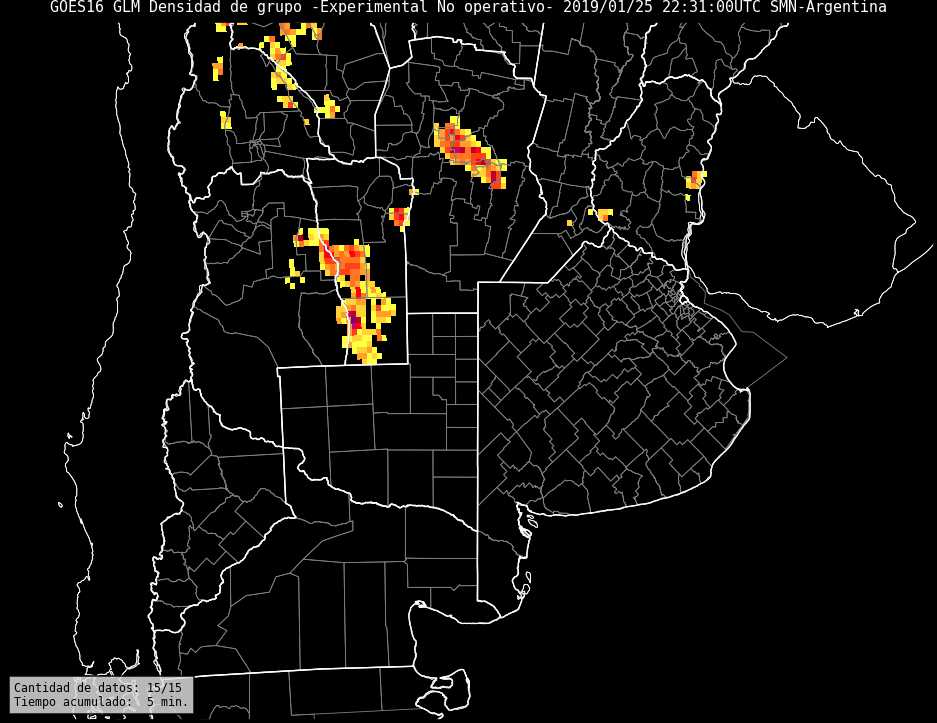 GOES16 GLM Densidad de grupo -Experimental No operativo- 2019/01/25 22:31:00UTC SMN-Argentina
Cantidad de datos: 15/15
Tiempo acumulado:  5 min.